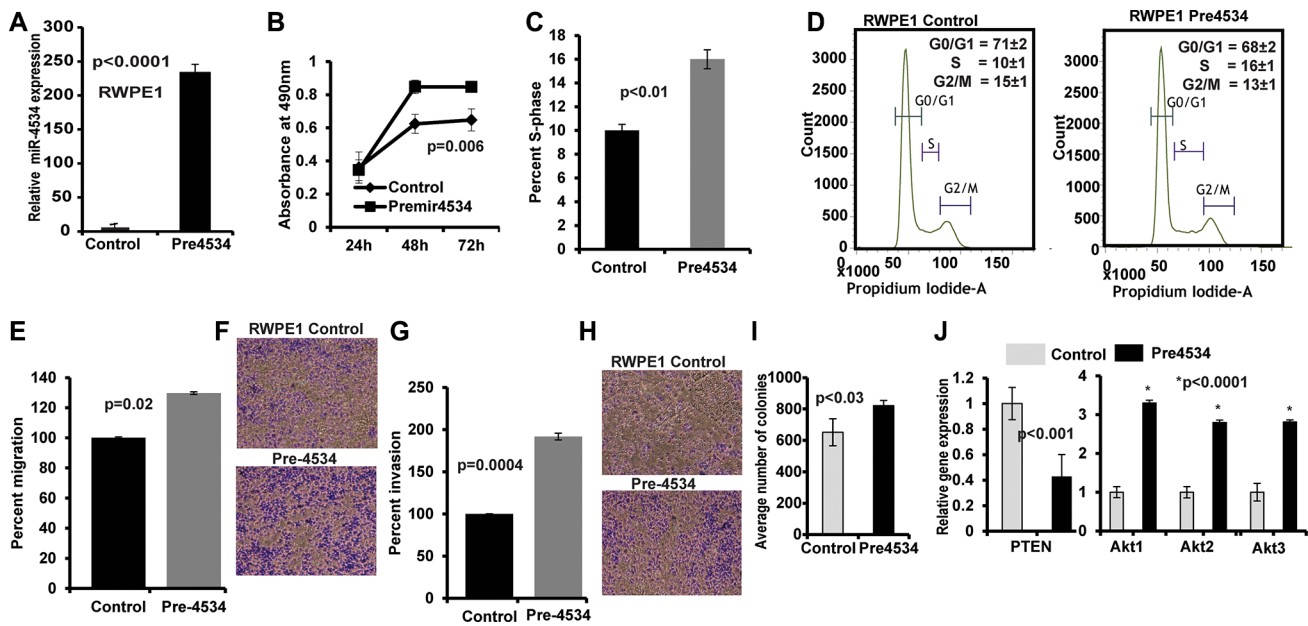 A
Relative miR-4534 expression
300
250
200
150
100
50
0
p<0.0001
RWPE1
Control
Pre4534
B
Absorbance at 490nm
1
0.8
0.6
0.4
0.2
0
p=0.006
Control
Premir4534
24h
48h
72h
C
Percent S-phase
18
16
14
12
10
8
6
4
2
0
p<0.01
Control
Pre4534
D
RWPE1 Control
Count
3000
2500
2000
1500
1000
500
0
G0/G1 = 71±2
S = 10±1
G2/M = 15±1
G0/G1
S
G2/M
0 50 100 150
x1000
Propidium Iodide-A
RWPE1 Pre4534
Count
3000
2500
2000
1500
1000
500
0
G0/G1 = 68±2
S = 16±1
G2/M = 13±1
G0/G1
S
G2/M
0 50 100 150
x1000
Propidium Iodide-A
E
Percent migration
140
120
100
80
60
40
20
0
p=0.02
Control
Pre-4534
F
RWPE1 Control
Pre-4534
G
Percent invasion
250
200
150
100
50
0
p=0.0004
Control
Pre-4534
H
RWPE1 Control
Pre-4534
I
Average number of colonies
1000
800
600
400
200
0
p<0.03
Control
Pre4534
J
Control
Pre4534
Relative gene expression
1.2
1
0.8
0.6
0.4
0.2
0
p<0.001
PTEN
4
3
2
1
0
*p<0.0001
*
*
*
Akt1
Akt2
Akt3